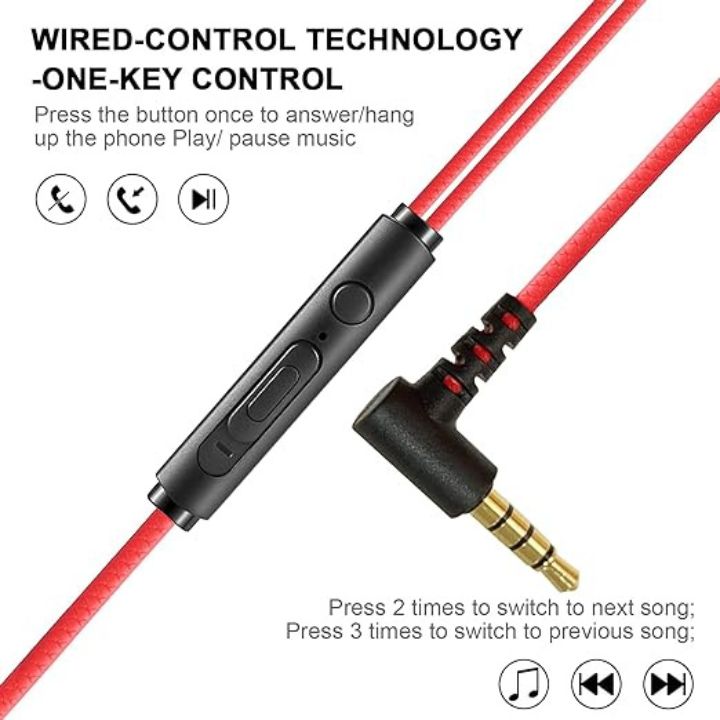 WIRED-CONTROL TECHNOLOGY
-ONE-KEY CONTROL
Press the button once to answer/hang
up the phone Play/ pause music
Press 2 times to switch to next song;
Press 3 times to switch to previous song;